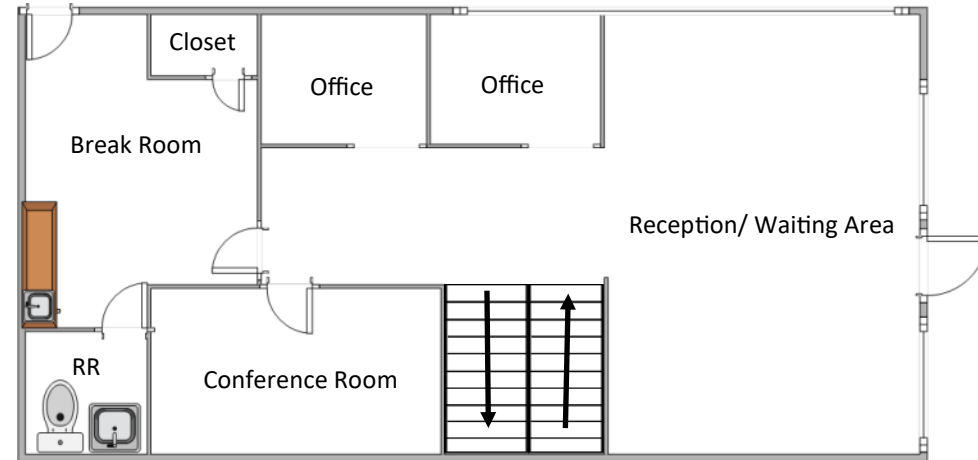 Closet
Office
Office
Break Room
Reception/ Waiting Area
RR
Conference Room